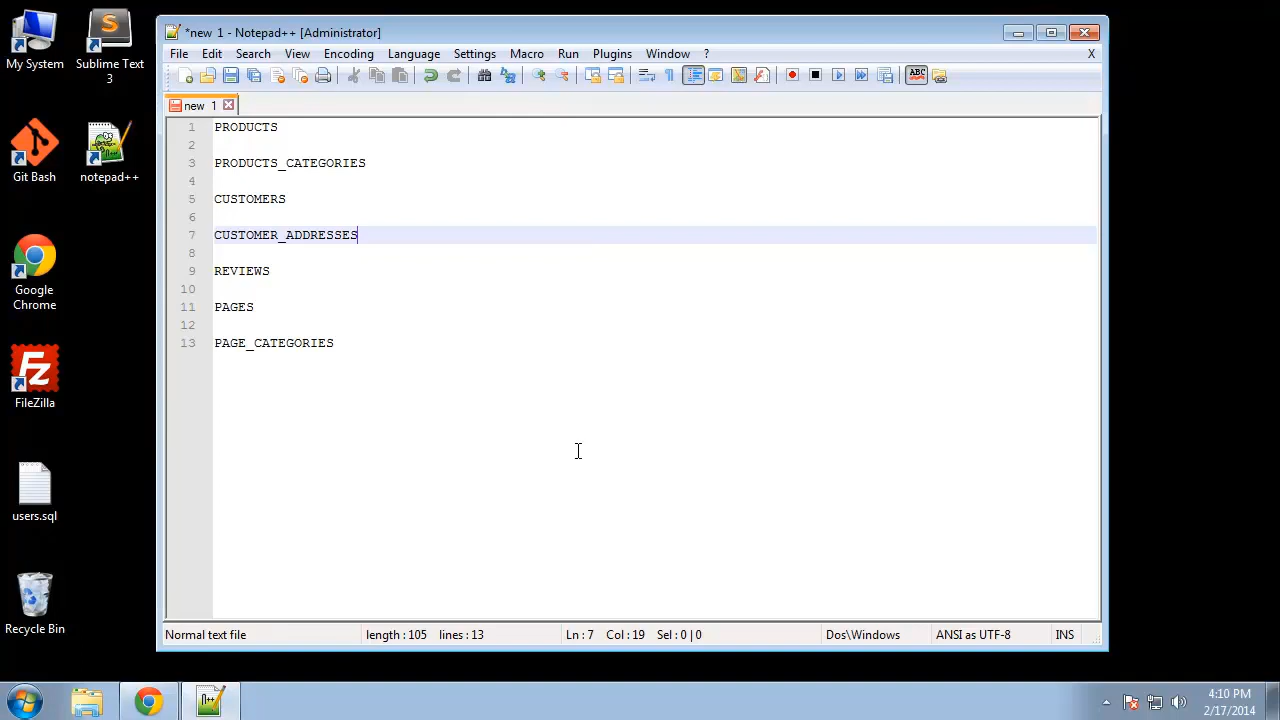 My System
Sublime Text
3
Git Bash
notepad++
Google
Chrome
FileZilla
users.sql
Recycle Bin
*new 1 - Notepad++ [Administrator]
File Edit Search View Encoding Language Settings Macro Run Plugins Window ? X
new 1
1 PRODUCTS
2
3 PRODUCTS_CATEGORIES
4
5 CUSTOMERS
6
7 CUSTOMER_ADDRESSES
8
9 REVIEWS
10
11 PAGES
12
13 PAGE_CATEGORIES
Normal text file length : 105 lines : 13 Ln : 7 Col : 19 Sel : 0 | 0 Dos\Windows ANSI as UTF-8 INS
4:10 PM
2/17/2014